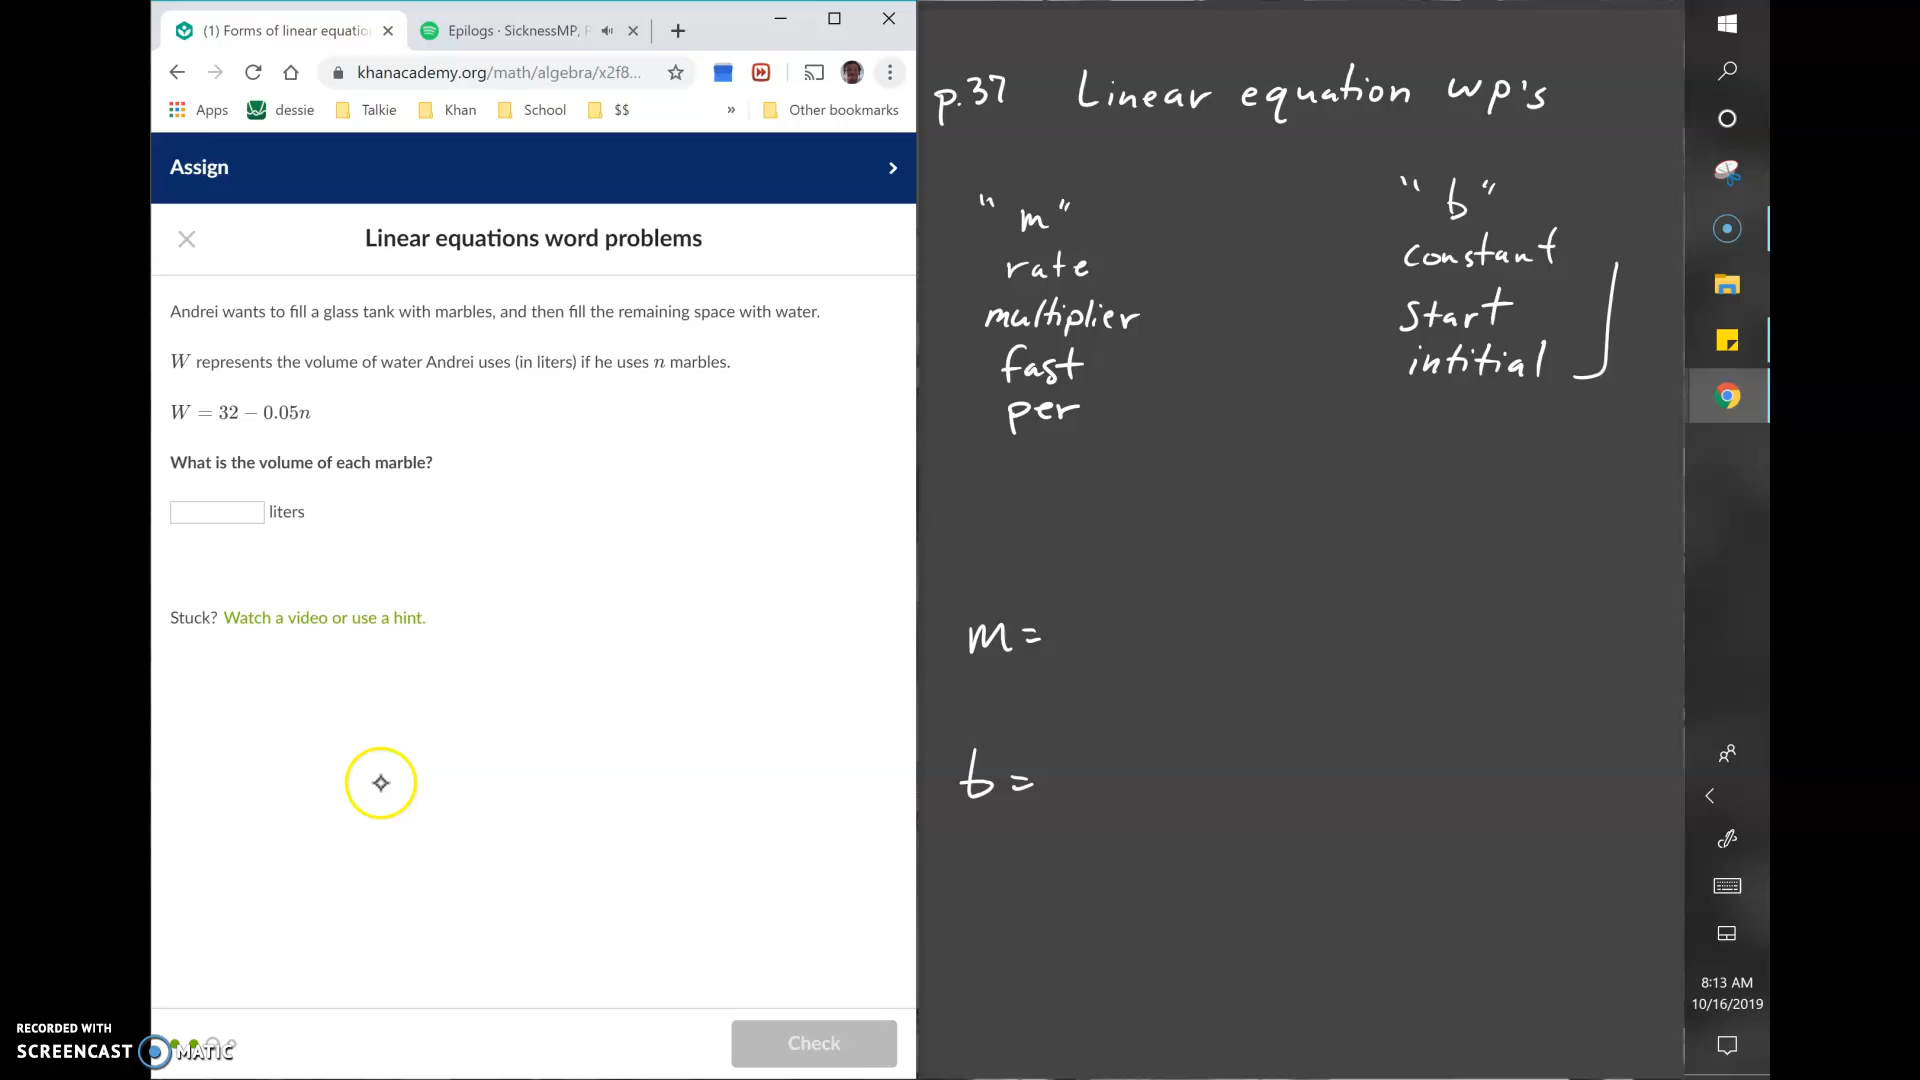 (1) Forms of linear equatio
Epilogs · SicknessMP,
khanacademy.org/math/algebra/x2f8...
Apps
dessie
Talkie
Khan
School
$$
»
Other bookmarks
Assign
Linear equations word problems
Andrei wants to fill a glass tank with marbles, and then fill the remaining space with water.
W represents the volume of water Andrei uses (in liters) if he uses n marbles.
W = 32 − 0.05n
What is the volume of each marble?
liters
Stuck? Watch a video or use a hint.
Check
RECORDED WITH
SCREENCAST MATIC
p.37 Linear equation wp's
"m"
rate
multiplier
fast
per
"b"
constant
start
intitial
m =
b =
8:13 AM
10/16/2019